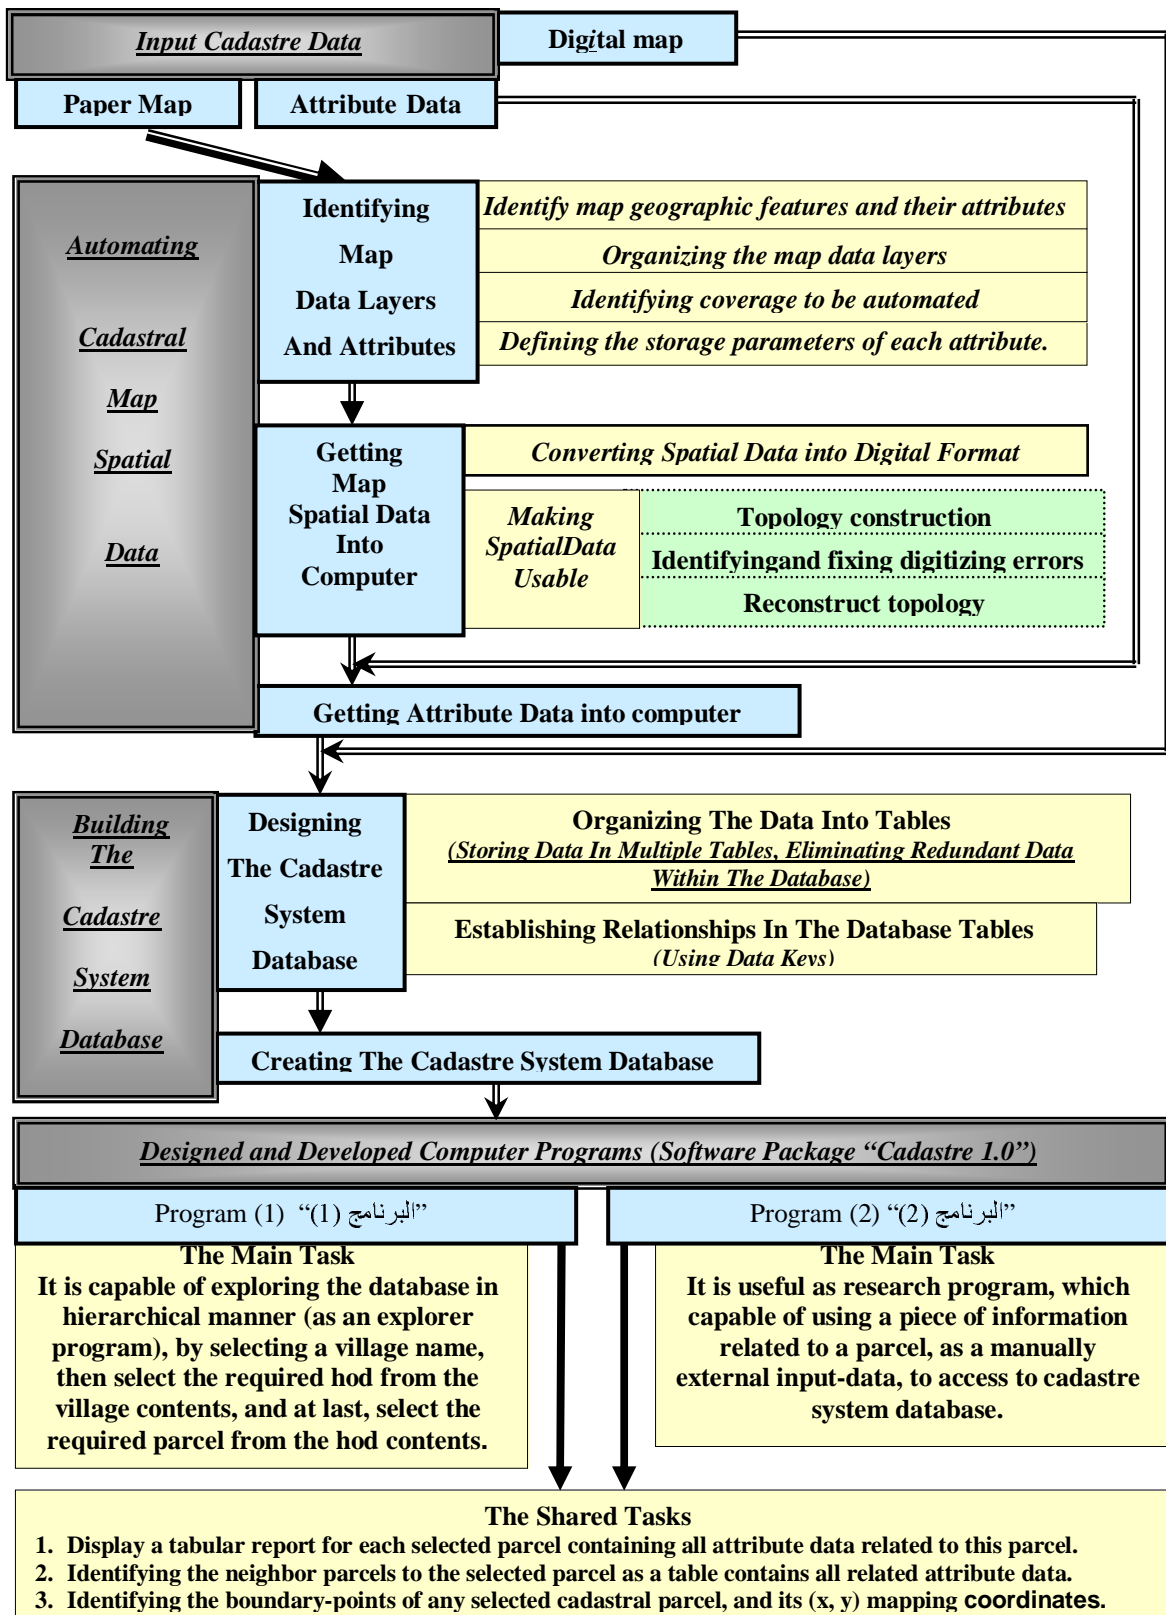 Input Cadastre Data
Digital map
Paper Map
Attribute Data
Automating
Cadastral
Map
Spatial
Data
Identifying
Map
Data Layers
And Attributes
Identify map geographic features and their attributes
Organizing the map data layers
Identifying coverage to be automated
Defining the storage parameters of each attribute.
Getting
Map
Spatial Data
Into
Computer
Converting Spatial Data into Digital Format
Making
SpatialData
Usable
Topology construction
Identifyingand fixing digitizing errors
Reconstruct topology
Getting Attribute Data into computer
Building
The
Cadastre
System
Database
Designing
The Cadastre
System
Database
Organizing The Data Into Tables
(Storing Data In Multiple Tables, Eliminating Redundant Data
Within The Database)
Establishing Relationships In The Database Tables
(Using Data Keys)
Creating The Cadastre System Database
Designed and Developed Computer Programs (Software Package “Cadastre 1.0”)
Program (1) “البرنامج (1)”
The Main Task
It is capable of exploring the database in
hierarchical manner (as an explorer
program), by selecting a village name,
then select the required hod from the
village contents, and at last, select the
required parcel from the hod contents.
Program (2) “البرنامج (2)”
The Main Task
It is useful as research program, which
capable of using a piece of information
related to a parcel, as a manually
external input-data, to access to cadastre
system database.
The Shared Tasks
1. Display a tabular report for each selected parcel containing all attribute data related to this parcel.
2. Identifying the neighbor parcels to the selected parcel as a table contains all related attribute data.
3. Identifying the boundary-points of any selected cadastral parcel, and its (x, y) mapping coordinates.